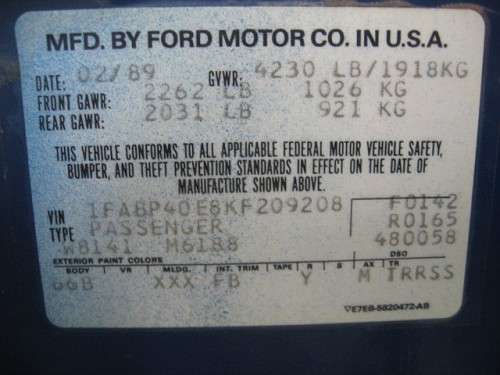 MFD. BY FORD MOTOR CO. IN U.S.A.
DATE: 02/89 GVWR: 4230 LB/1918KG
FRONT GAWR: 2262 LB 1026 KG
REAR GAWR: 2031 LB 921 KG
THIS VEHICLE CONFORMS TO ALL APPLICABLE FEDERAL MOTOR VEHICLE SAFETY,
BUMPER, AND THEFT PREVENTION STANDARDS IN EFFECT ON THE DATE OF
MANUFACTURE SHOWN ABOVE.
VIN 1FABP40E8KF209208 F0142
TYPE PASSENGER R0165
W8141 M6188 480058
EXTERIOR PAINT COLORS DSO
BODY VR MLDG. INT. TRIM TAPE R S AX TR
66B XXX FB Y M TRRSS
E7EB-5820472-AB